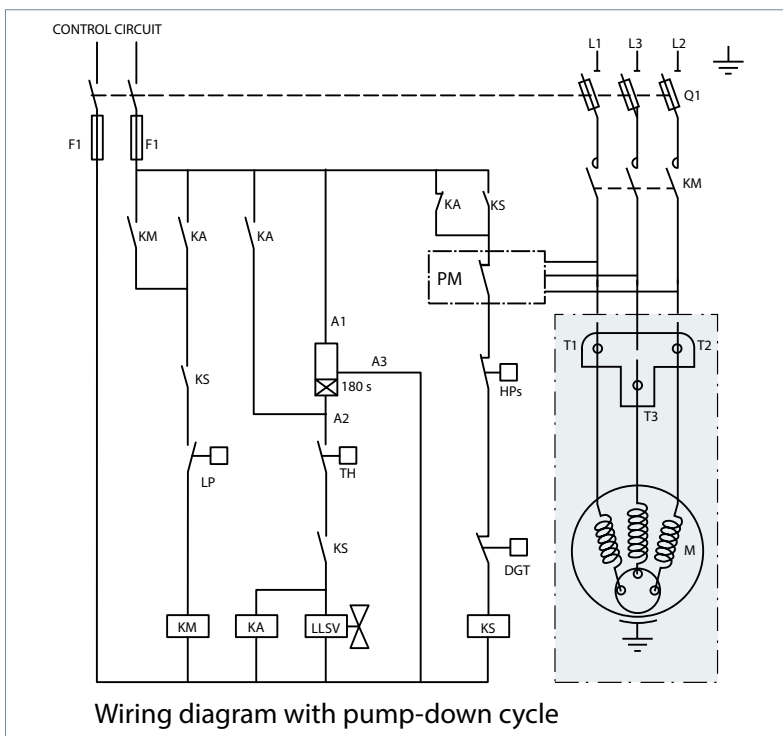 CONTROL CIRCUIT
L1 L3 L2
Q1
F1 F1
KM
KA KS
KM KA KA
PM
A1
T1 T2
A3
180 s
KS HPs
A2 T3
LP TH
KS M
DGT
KM KA LLSV KS
Wiring diagram with pump-down cycle